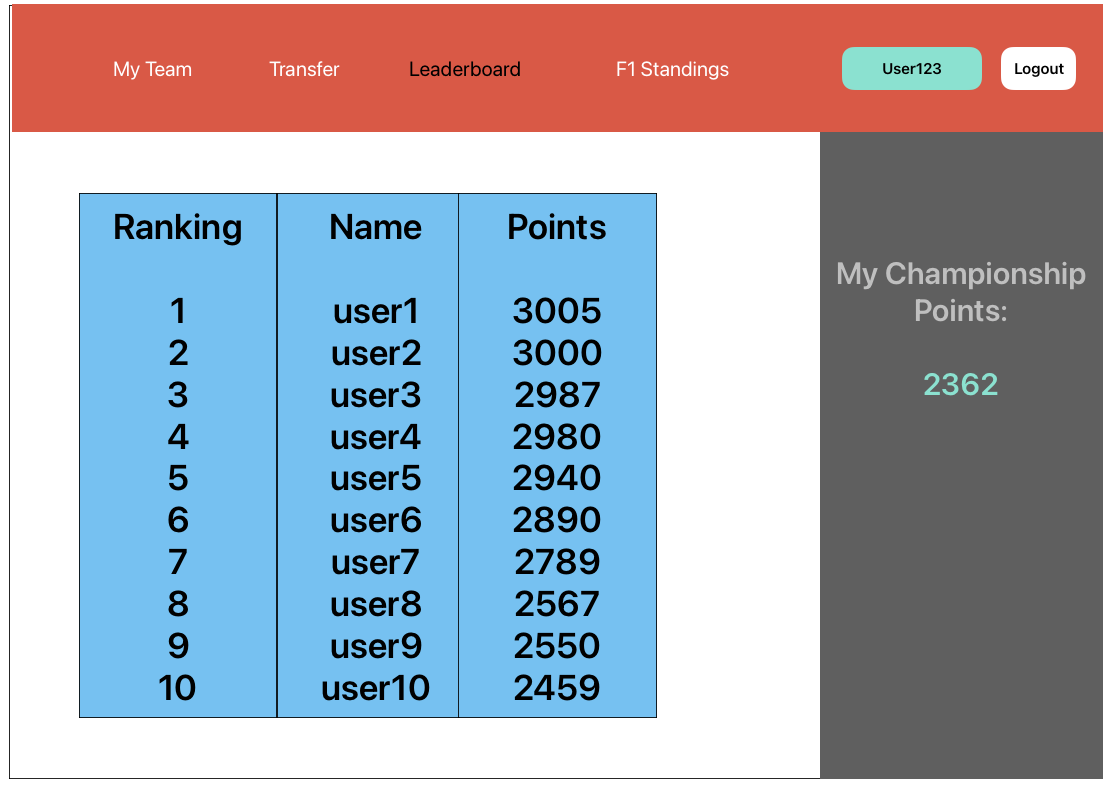 My Team Transfer Leaderboard F1 Standings User123 Logout
Ranking Name Points
1 user1 3005
2 user2 3000
3 user3 2987
4 user4 2980
5 user5 2940
6 user6 2890
7 user7 2789
8 user8 2567
9 user9 2550
10 user10 2459
My Championship
Points:
2362